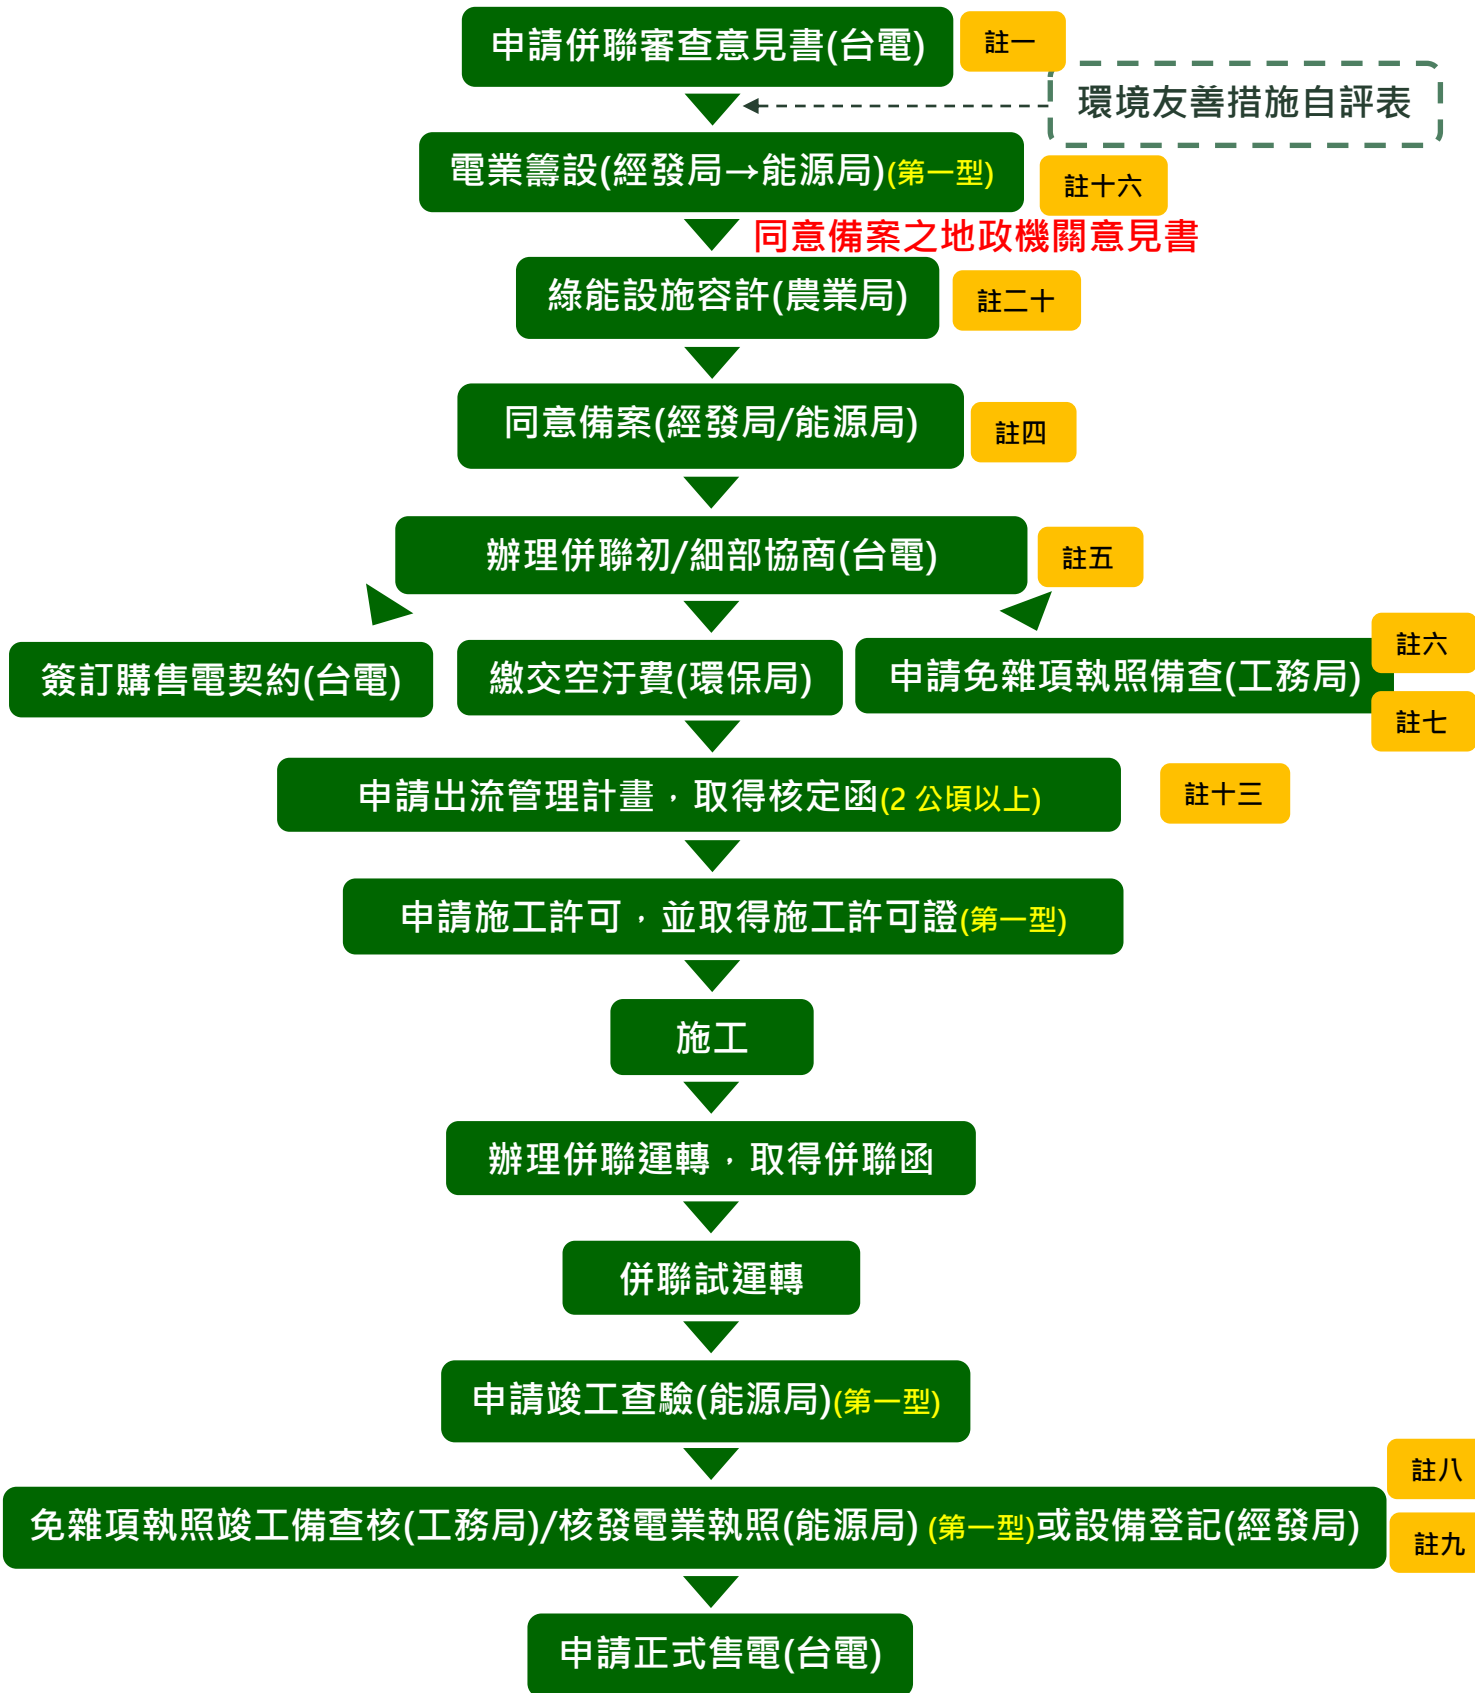 申請併聯審查意見書(台電)
註一
環境友善措施自評表
電業籌設(經發局→能源局)(第一型)
註十六
同意備案之地政機關意見書
綠能設施容許(農業局)
註二十
同意備案(經發局/能源局)
註四
辦理併聯初/細部協商(台電)
註五
簽訂購售電契約(台電)
繳交空汙費(環保局)
申請免雜項執照備查(工務局)
註六
註七
申請出流管理計畫，取得核定函(2 公頃以上)
註十三
申請施工許可，並取得施工許可證(第一型)
施工
辦理併聯運轉，取得併聯函
併聯試運轉
申請竣工查驗(能源局)(第一型)
註八
免雜項執照竣工備查核(工務局)/核發電業執照(能源局) (第一型)或設備登記(經發局)
註九
申請正式售電(台電)